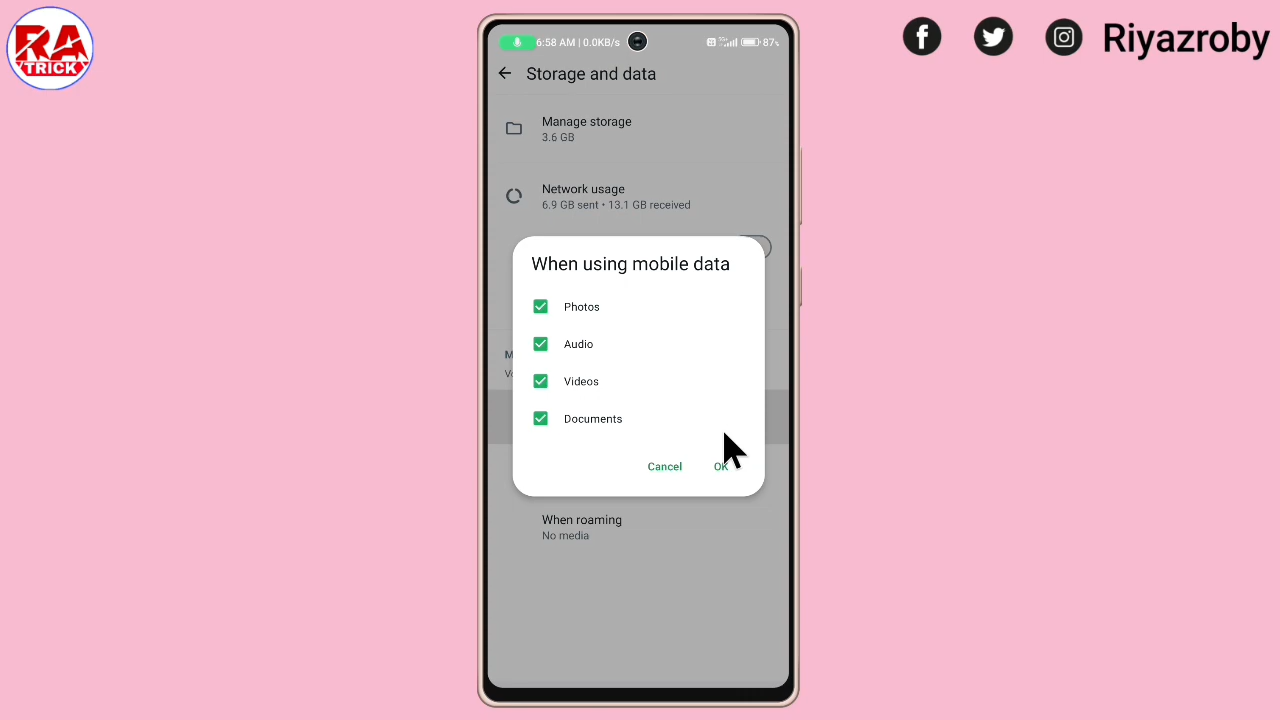 RA
TRICK
Riyazroby
6:58 AM | 0.0KB/s
87%
Storage and data
Manage storage
3.6 GB
Network usage
6.9 GB sent • 13.1 GB received
When using mobile data
Photos
Audio
Videos
Documents
Cancel
OK
When roaming
No media